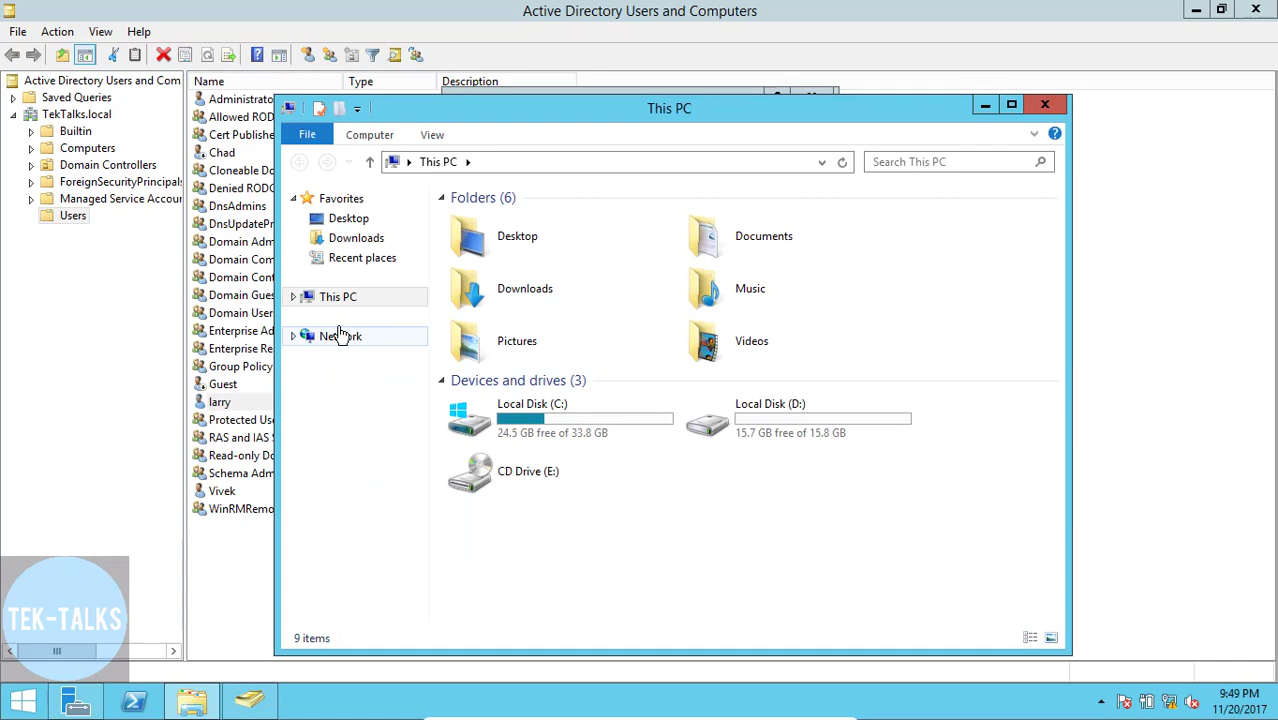 Active Directory Users and Computers
File Action View Help
Active Directory Users and Com
Saved Queries
TekTalks.local
Builtin
Computers
Domain Controllers
ForeignSecurityPrincipals
Managed Service Accou
Users
Name Type Description
Administrato
Allowed ROD
Cert Publishe
Chad
Cloneable Do
Denied RODC
DnsAdmins
DnsUpdatePr
Domain Adm
Domain Com
Domain Cont
Domain Gues
Domain User
Enterprise Ad
Enterprise Re
Group Policy
Guest
larry
Protected Use
RAS and IAS S
Read-only Do
Schema Adm
Vivek
WinRMRemo
This PC
File Computer View
This PC
Search This PC
Favorites
Desktop
Downloads
Recent places
This PC
Network
Folders (6)
Desktop
Documents
Downloads
Music
Pictures
Videos
Devices and drives (3)
Local Disk (C:)
24.5 GB free of 33.8 GB
Local Disk (D:)
15.7 GB free of 15.8 GB
CD Drive (E:)
9 items
TEK-TALKS
9:49 PM
11/20/2017